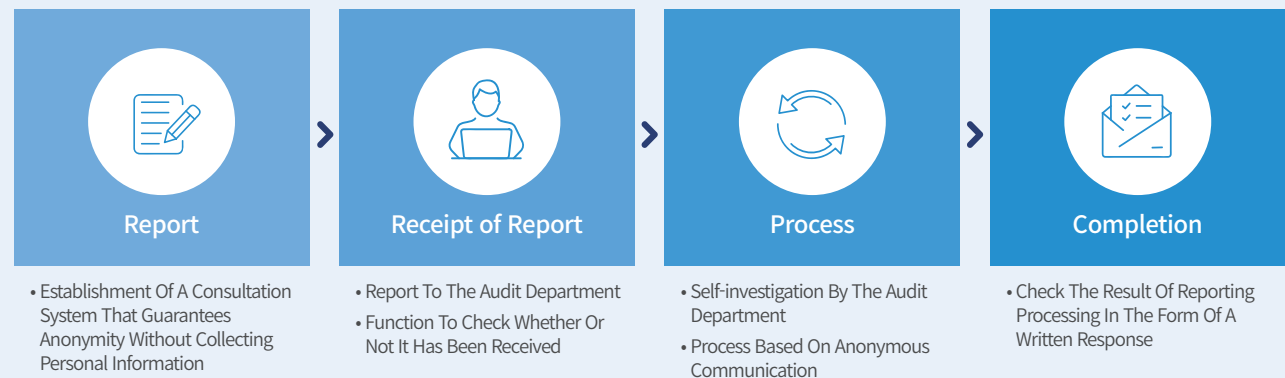 Report
• Establishment Of A Consultation
System That Guarantees
Anonymity Without Collecting
Personal Information
Receipt of Report
• Report To The Audit Department
• Function To Check Whether Or
Not It Has Been Received
Process
• Self-investigation By The Audit
Department
• Process Based On Anonymous
Communication
Completion
• Check The Result Of Reporting
Processing In The Form Of A
Written Response